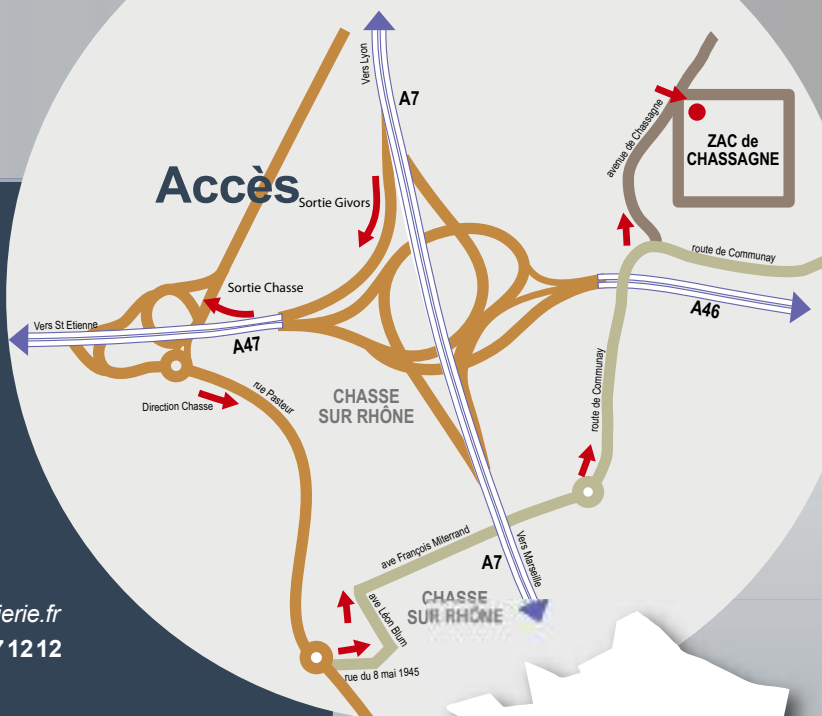 Vers Lyon
A7
avenue de Chassagne
ZAC de
CHASSAGNE
Accès
Sortie Givors
route de Communay
Sortie Chasse
A46
Vers St Etienne
A47
rue Pasteur
CHASSE
SUR RHÔNE
Direction Chasse
route de Communay
ave François Miterrand
A7
Vers Marseille
ave Léon Blum
CHASSE
SUR RHÔNE
rue du 8 mai 1945
erie.fr
1212